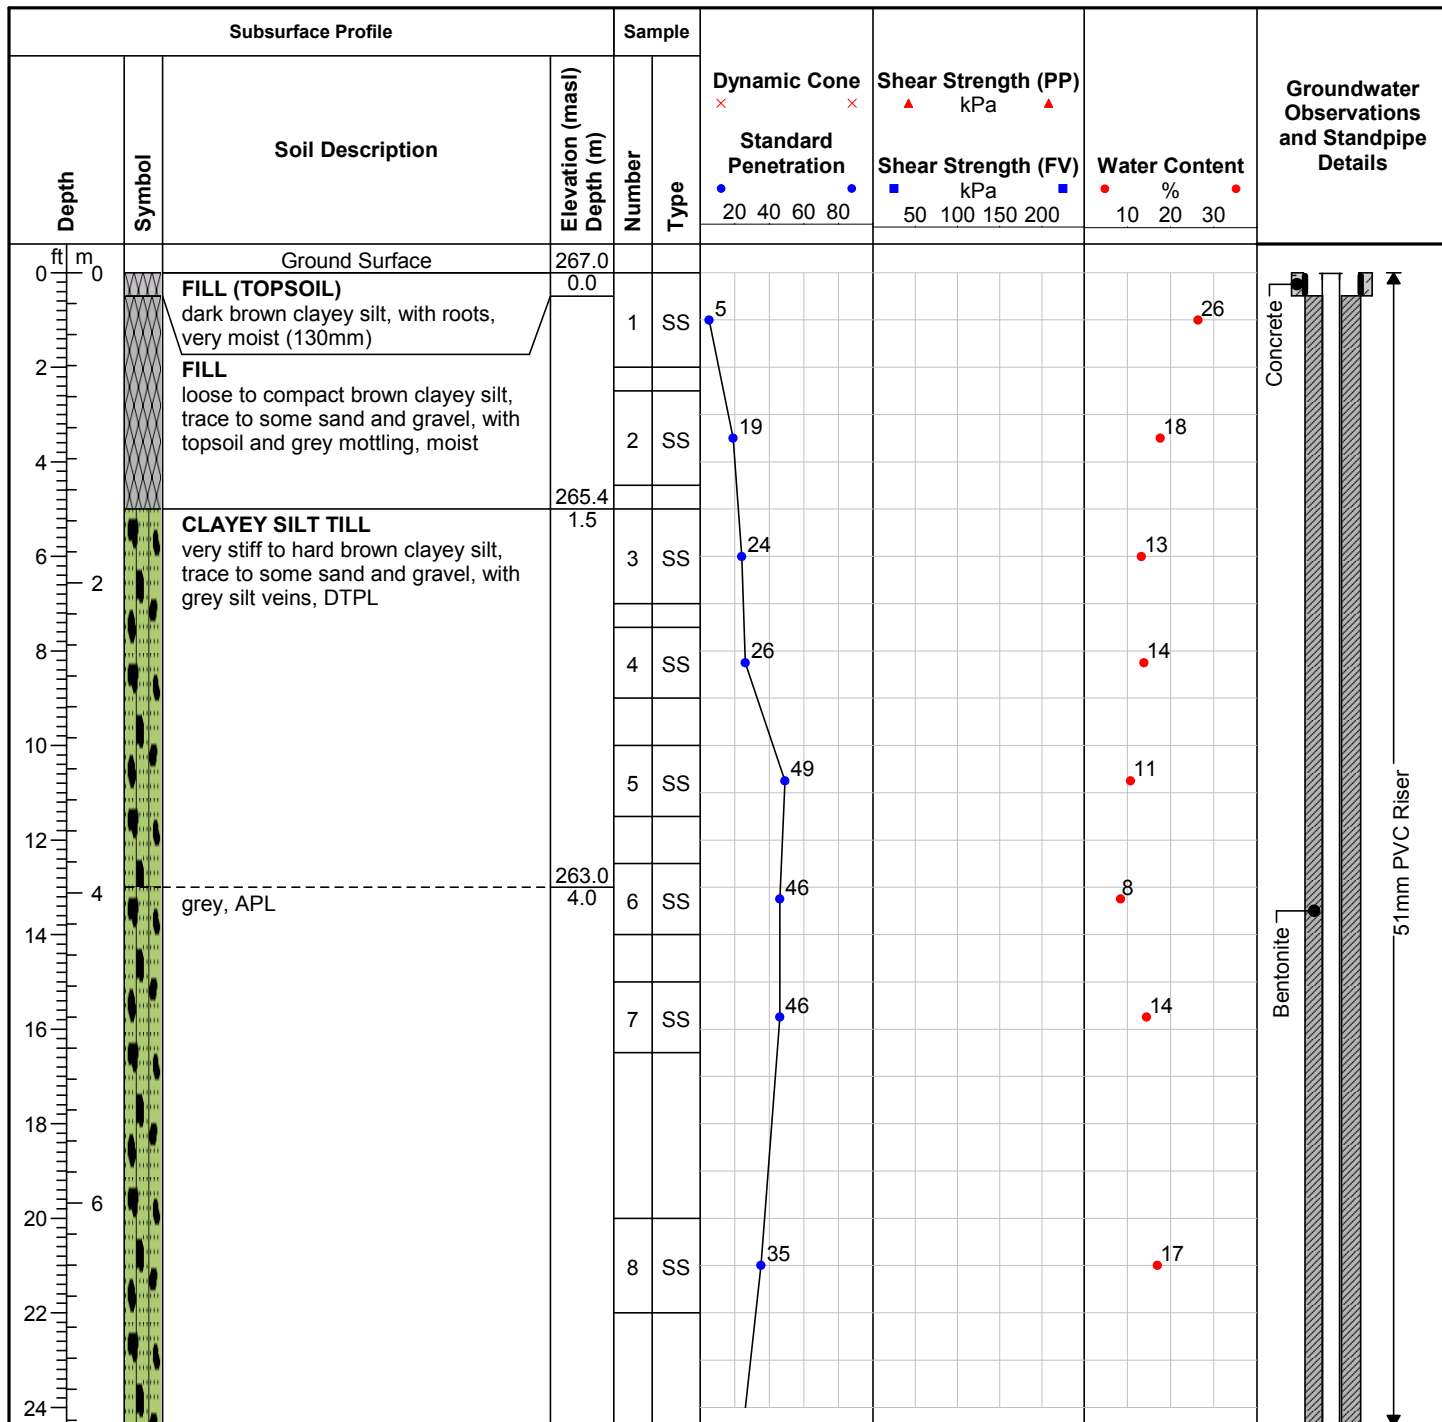 Subsurface Profile
Sample
Depth
Symbol
Soil Description
Elevation (masl)
Depth (m)
Number
Type
Dynamic Cone
Standard
Penetration
20 40 60 80
Shear Strength (PP)
kPa
Shear Strength (FV)
kPa
50 100 150 200
Water Content
%
10 20 30
Groundwater
Observations
and Standpipe
Details
ft m
Ground Surface
267.0
0 0
0.0
FILL (TOPSOIL)
dark brown clayey silt, with roots,
very moist (130mm)
1 SS
5
26
Concrete
2
FILL
loose to compact brown clayey silt,
trace to some sand and gravel, with
topsoil and grey mottling, moist
2 SS
19
18
4
265.4
1.5
CLAYEY SILT TILL
very stiff to hard brown clayey silt,
trace to some sand and gravel, with
grey silt veins, DTPL
3 SS
24
13
6
2
8
4 SS
26
14
10
5 SS
49
11
51mm PVC Riser
12
263.0
4
4.0
grey, APL
6 SS
46
8
14
Bentonite
7 SS
46
14
16
18
6
20
8 SS
35
17
22
24